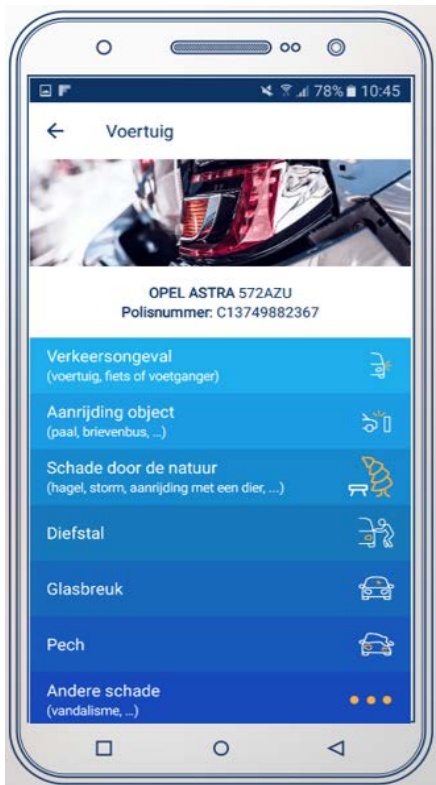 78% 10:45
Voertuig
OPEL ASTRA 572AZU
Polisnummer: C13749882367
Verkeersongeval
(voertuig, fiets of voetganger)
Aanrijding object
(paal, brievenbus, ...)
Schade door de natuur
(hagel, storm, aanrijding met een dier, ...)
Diefstal
Glasbreuk
Pech
Andere schade
(vandalisme, ...)